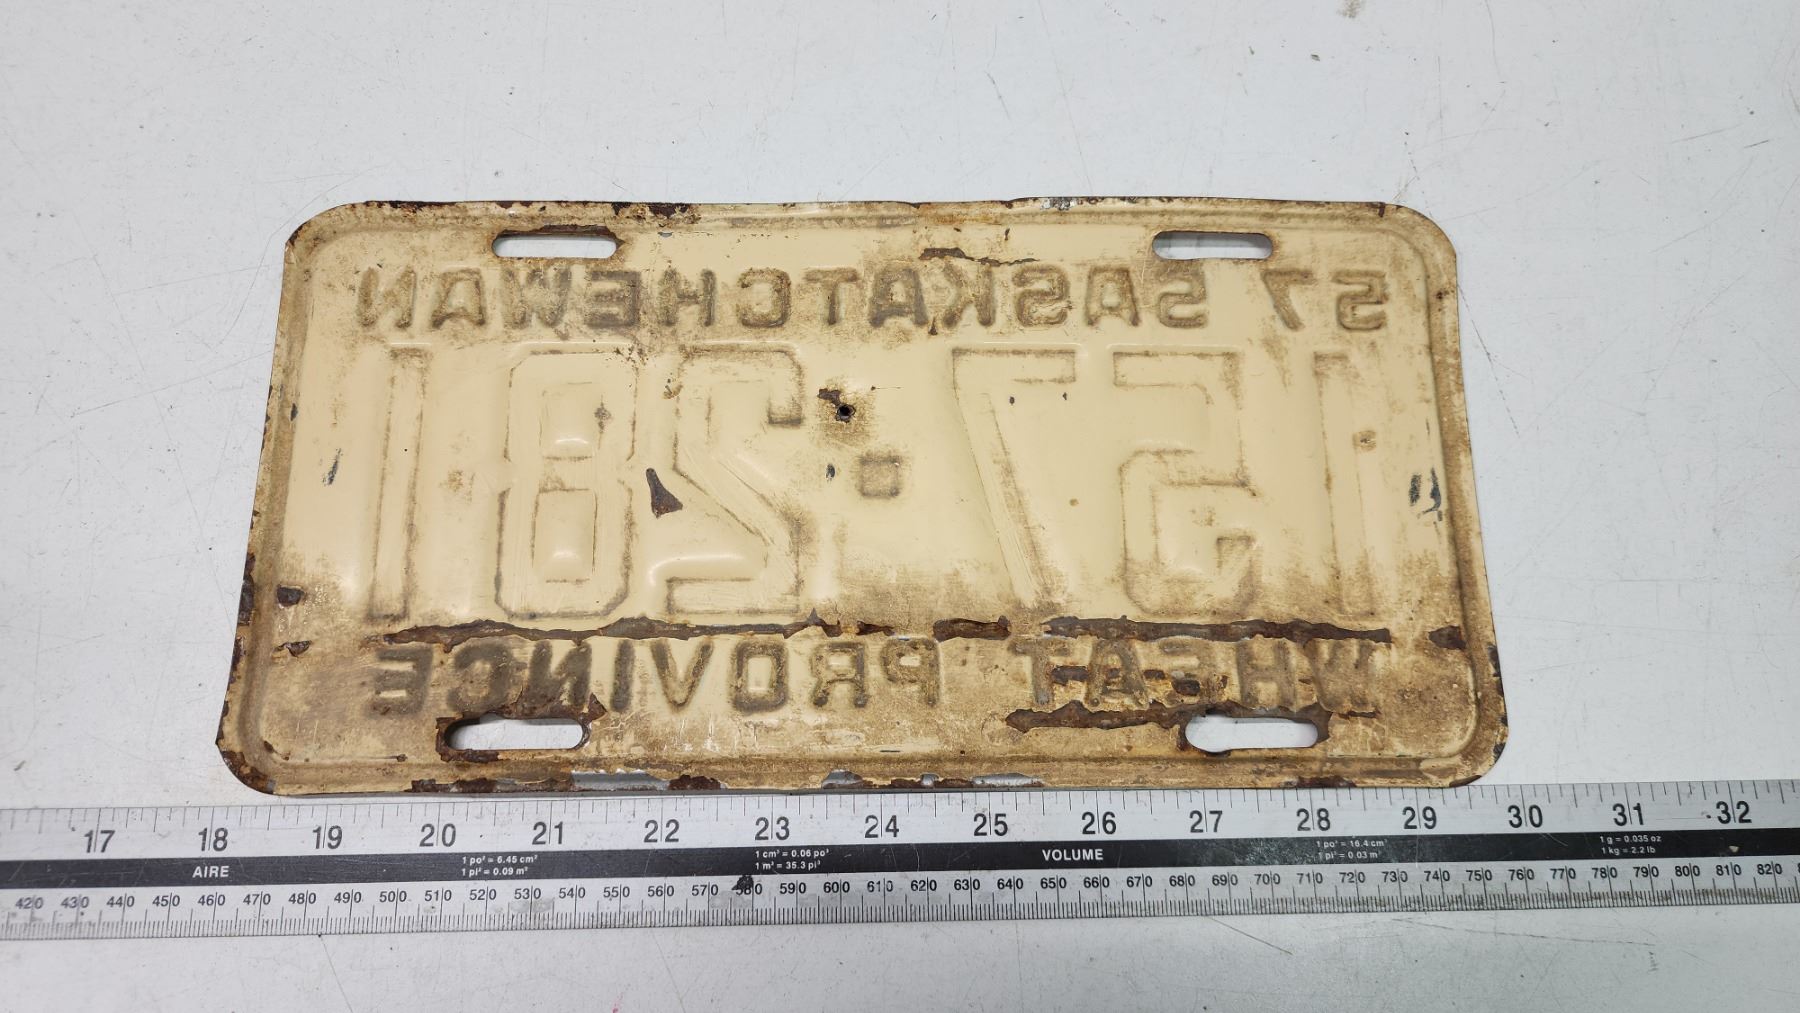 57 SASKATCHEWAN
157·281
WHEAT PROVINCE
17 18 19 20 21 22 23 24 25 26 27 28 29 30 31 32
AIRE 1 po² = 6.45 cm² 1 cm² = 0.06 po³ VOLUME 1 po³ = 16.4 cm³ 1 g = 0.035 oz
1 pi² = 0.09 m² 1 m³ = 35.3 pi³ 1 pi³ = 0.03 m³ 1 kg = 2.2 lb
420 430 440 450 460 470 480 490 500 510 520 530 540 550 560 570 580 590 600 610 620 630 640 650 660 670 680 690 700 710 720 730 740 750 760 770 780 790 800 810 820